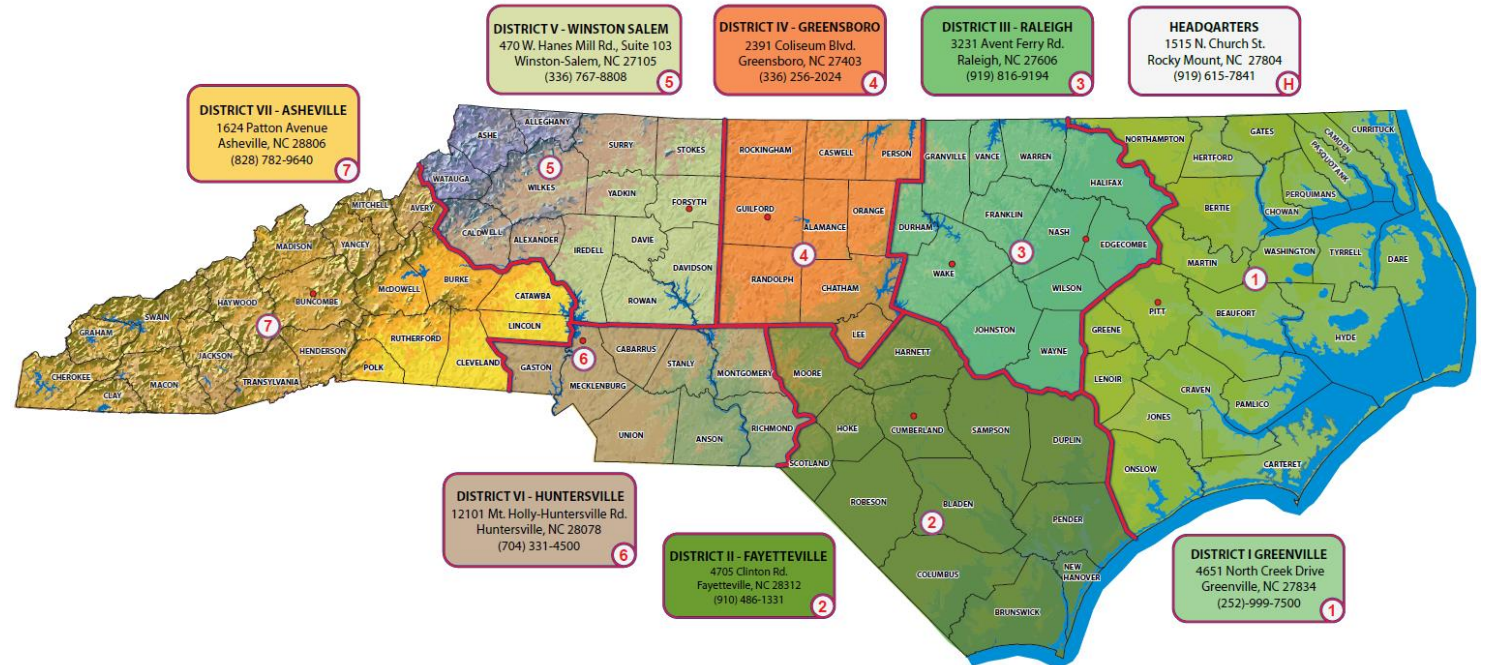 DISTRICT V - WINSTON SALEM
470 W. Hanes Mill Rd., Suite 103
Winston-Salem, NC 27105
(336) 767-8808
5
DISTRICT IV - GREENSBORO
2391 Coliseum Blvd.
Greensboro, NC 27403
(336) 256-2024
4
DISTRICT III - RALEIGH
3231 Avent Ferry Rd.
Raleigh, NC 27606
(919) 816-9194
3
HEADQARTERS
1515 N. Church St.
Rocky Mount, NC 27804
(919) 615-7841
H
DISTRICT VII - ASHEVILLE
1624 Patton Avenue
Asheville, NC 28806
(828) 782-9640
7
ASHE
ALLEGHANY
SURRY
STOKES
ROCKINGHAM
CASWELL
PERSON
GRANVILLE
VANCE
WARREN
NORTHAMPTON
GATES
CAMDEN
CURRITUCK
PASQUOTANK
HERTFORD
HALIFAX
WATAUGA
5
WILKES
YADKIN
FORSYTH
GUILFORD
ALAMANCE
ORANGE
DURHAM
FRANKLIN
NASH
EDGECOMBE
BERTIE
PERQUIMANS
CHOWAN
MITCHELL
AVERY
CALDWELL
ALEXANDER
IREDELL
DAVIE
DAVIDSON
4
3
MADISON
YANCEY
McDOWELL
BURKE
CATAWBA
ROWAN
RANDOLPH
CHATHAM
WAKE
WILSON
MARTIN
WASHINGTON
TYRRELL
DARE
1
HAYWOOD
BUNCOMBE
SWAIN
GRAHAM
7
RUTHERFORD
LINCOLN
LEE
JOHNSTON
WAYNE
GREENE
PITT
BEAUFORT
HYDE
JACKSON
HENDERSON
CHEROKEE
MACON
CLAY
TRANSYLVANIA
POLK
CLEVELAND
GASTON
6
MECKLENBURG
CABARRUS
STANLY
MONTGOMERY
MOORE
HARNETT
LENOIR
CRAVEN
PAMLICO
JONES
UNION
ANSON
RICHMOND
HOKE
CUMBERLAND
SAMPSON
DUPLIN
SCOTLAND
ONSLOW
CARTERET
ROBESON
BLADEN
2
PENDER
COLUMBUS
NEW
HANOVER
BRUNSWICK
DISTRICT VI - HUNTERSVILLE
12101 Mt. Holly-Huntersville Rd.
Huntersville, NC 28078
(704) 331-4500
6
DISTRICT II - FAYETTEVILLE
4705 Clinton Rd.
Fayetteville, NC 28312
(910) 486-1331
2
DISTRICT I GREENVILLE
4651 North Creek Drive
Greenville, NC 27834
(252)-999-7500
1